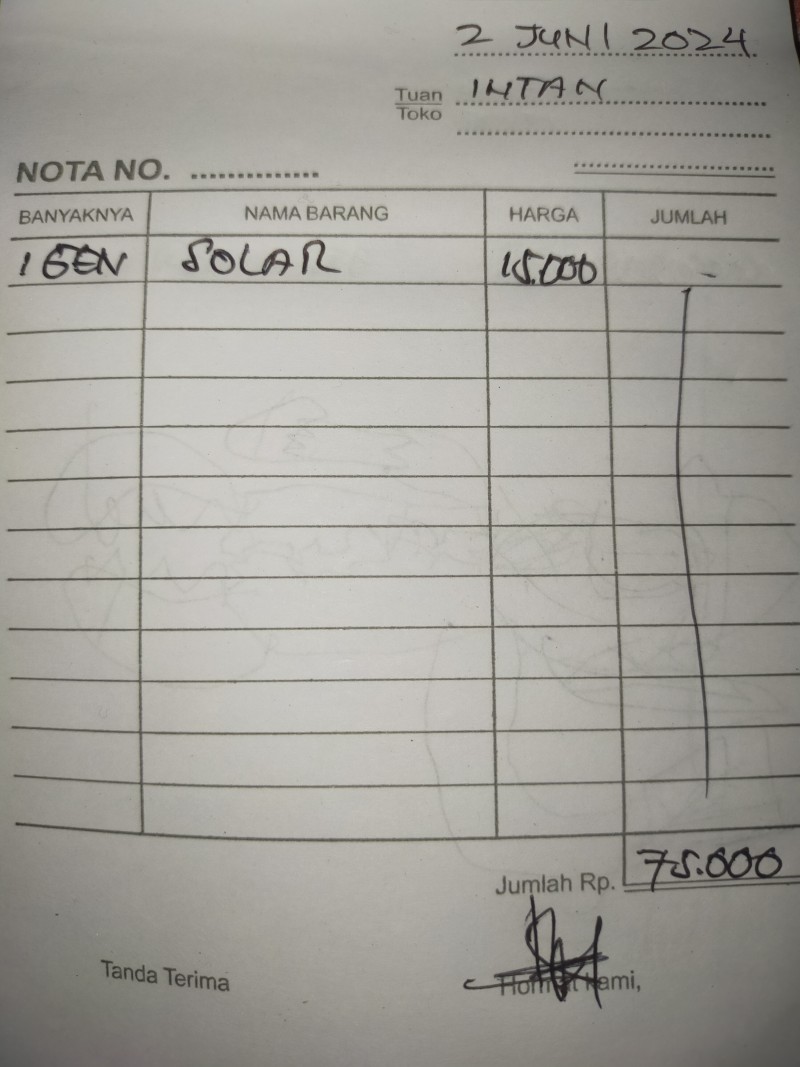 2 JUNI 2024
Tuan INTAN
Toko
NOTA NO.
BANYAKNYA NAMA BARANG HARGA JUMLAH
1 GEN SOLAR 15.000 -
Jumlah Rp. 75.000
Tanda Terima Hormat Kami,